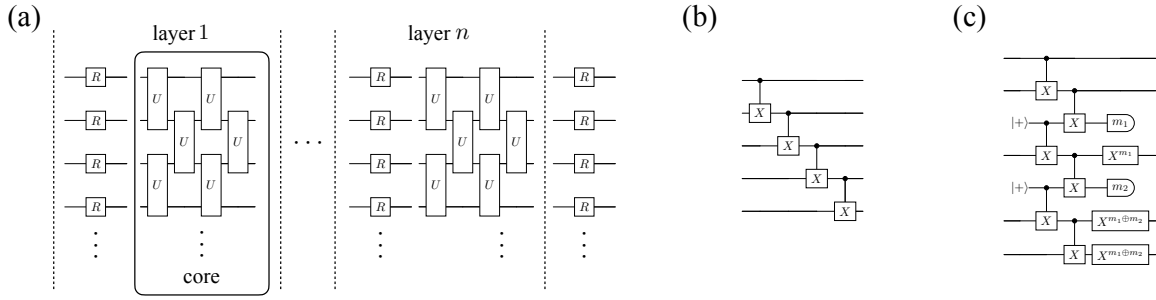 (a)
layer 1 layer n
R R R
U U U U
R R R
U U
R R R
U U U U
R R R
core
(b)
X
X
X
X
(c)
X
|+⟩ X m₁
X X^{m₁}
|+⟩ X m₂
X X^{m₁⊕m₂}
X X^{m₁⊕m₂}